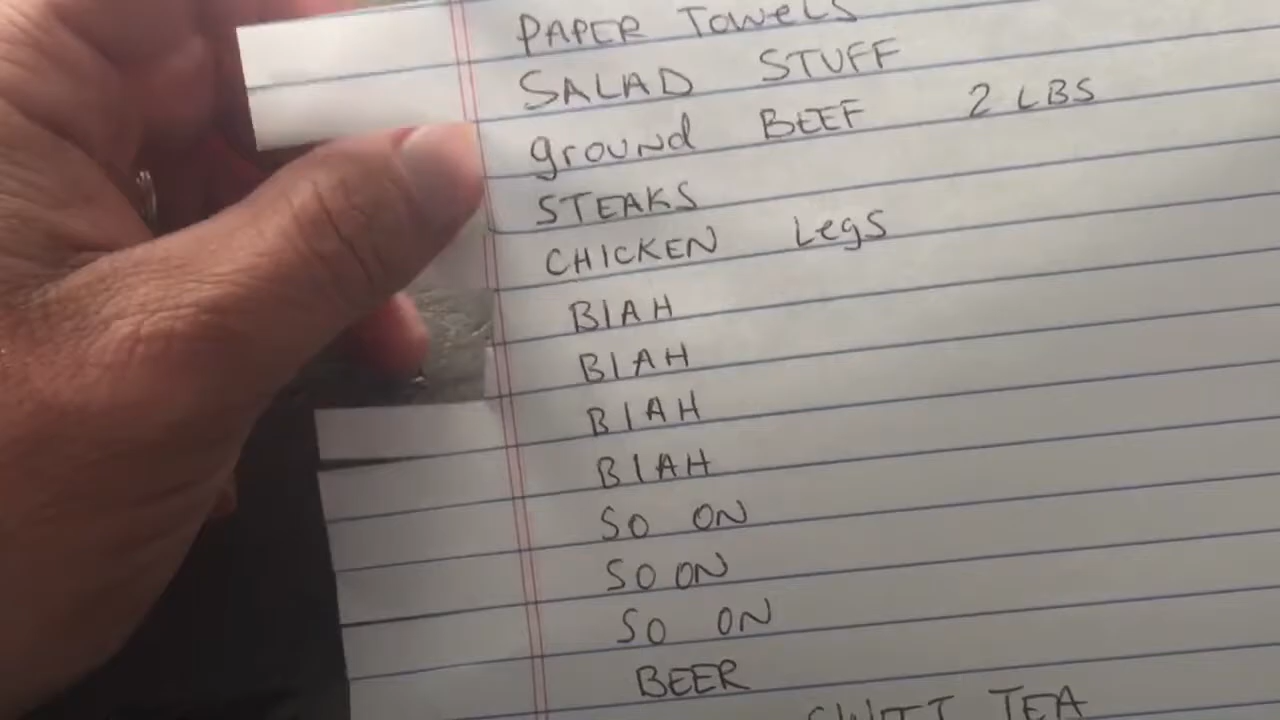 PAPER TOWELS
SALAD STUFF
ground BEEF 2 LBS
STEAKS
CHICKEN Legs
BlAH
BlAH
BlAH
BlAH
SO ON
SO ON
SO ON
BEER
TEA